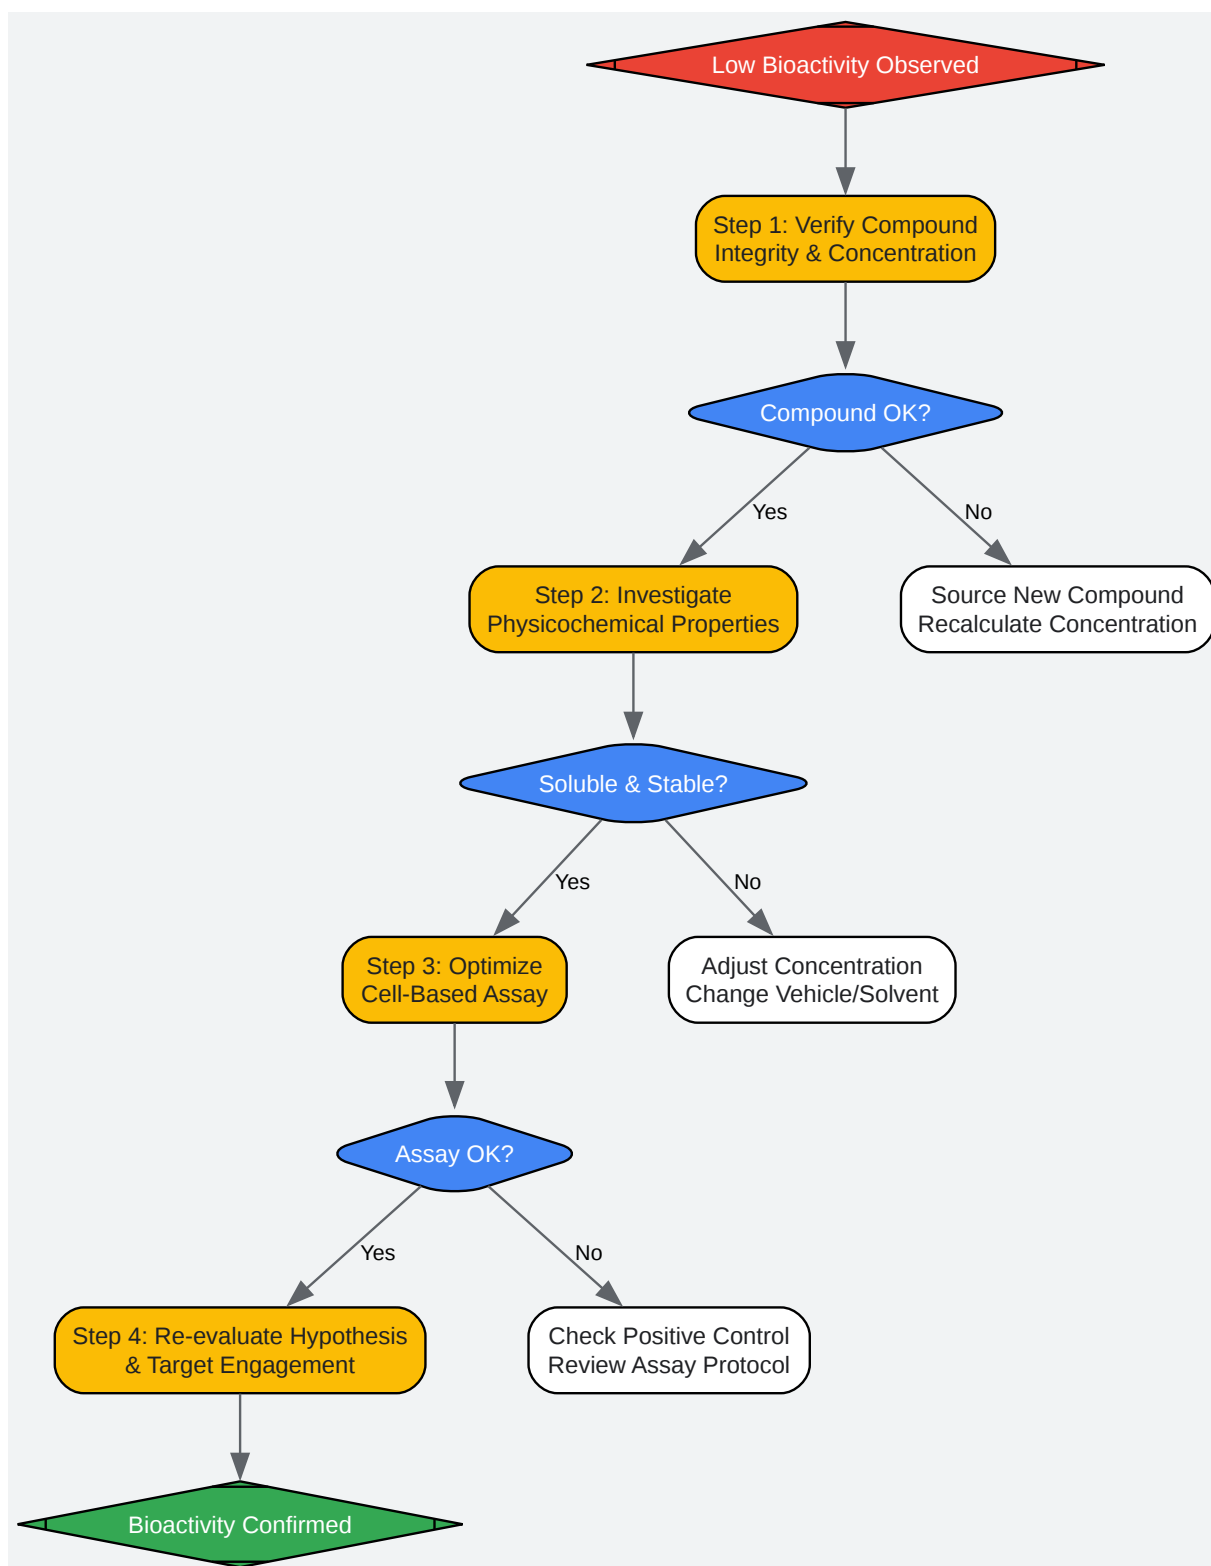 Low Bioactivity Observed
Step 1: Verify Compound
Integrity & Concentration
Compound OK?
Yes
No
Step 2: Investigate
Physicochemical Properties
Source New Compound
Recalculate Concentration
Soluble & Stable?
Yes
No
Step 3: Optimize
Cell-Based Assay
Adjust Concentration
Change Vehicle/Solvent
Assay OK?
Yes
No
Step 4: Re-evaluate Hypothesis
& Target Engagement
Check Positive Control
Review Assay Protocol
Bioactivity Confirmed